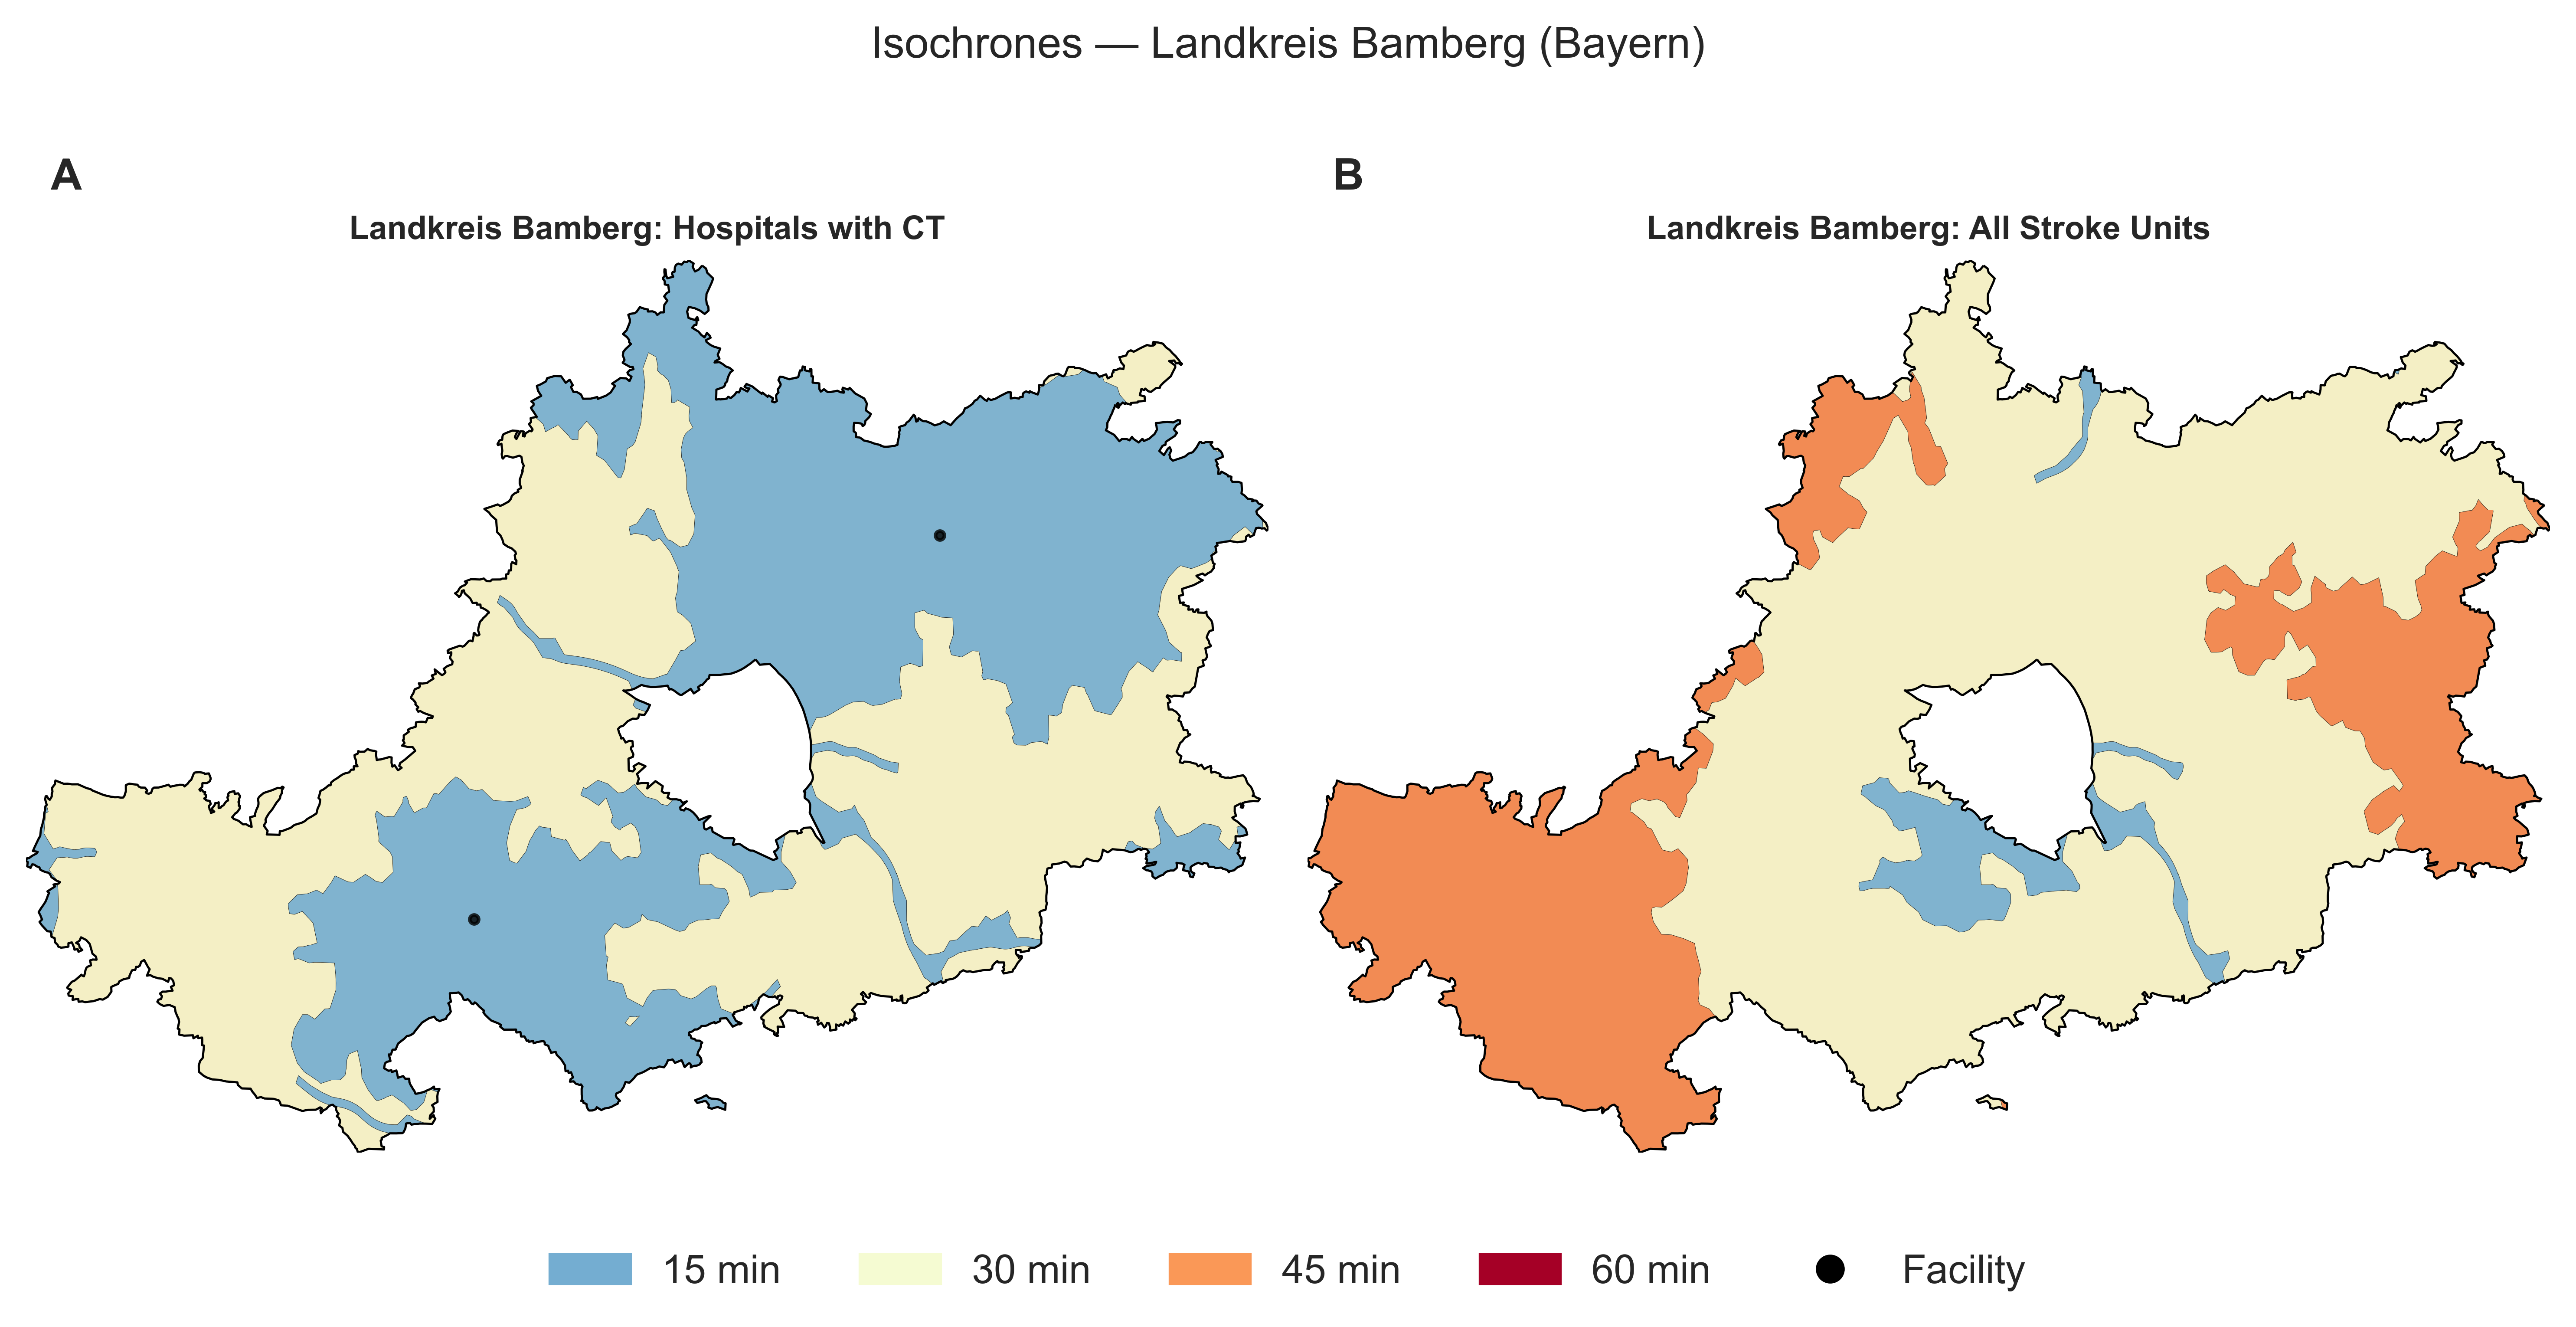 Isochrones — Landkreis Bamberg (Bayern)
A
B
Landkreis Bamberg: Hospitals with CT
Landkreis Bamberg: All Stroke Units
15 min
30 min
45 min
60 min
Facility